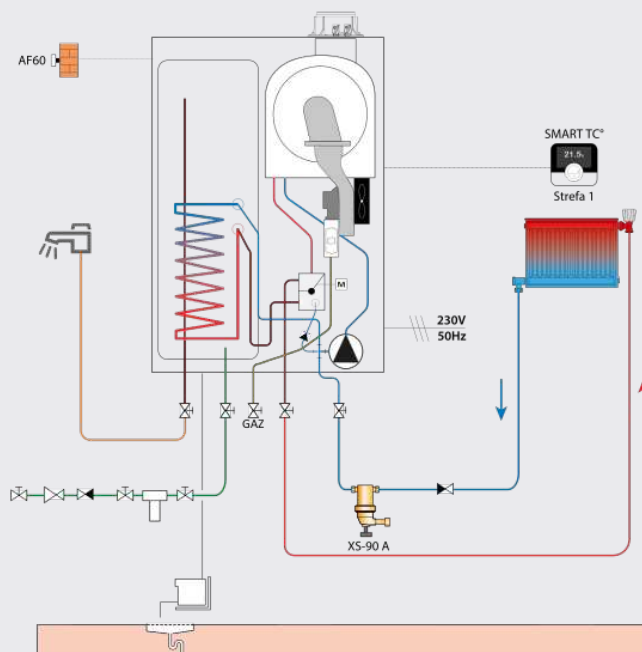 AF60
SMART TC°
21.5
Strefa 1
M
230V
50Hz
GAZ
XS-90 A